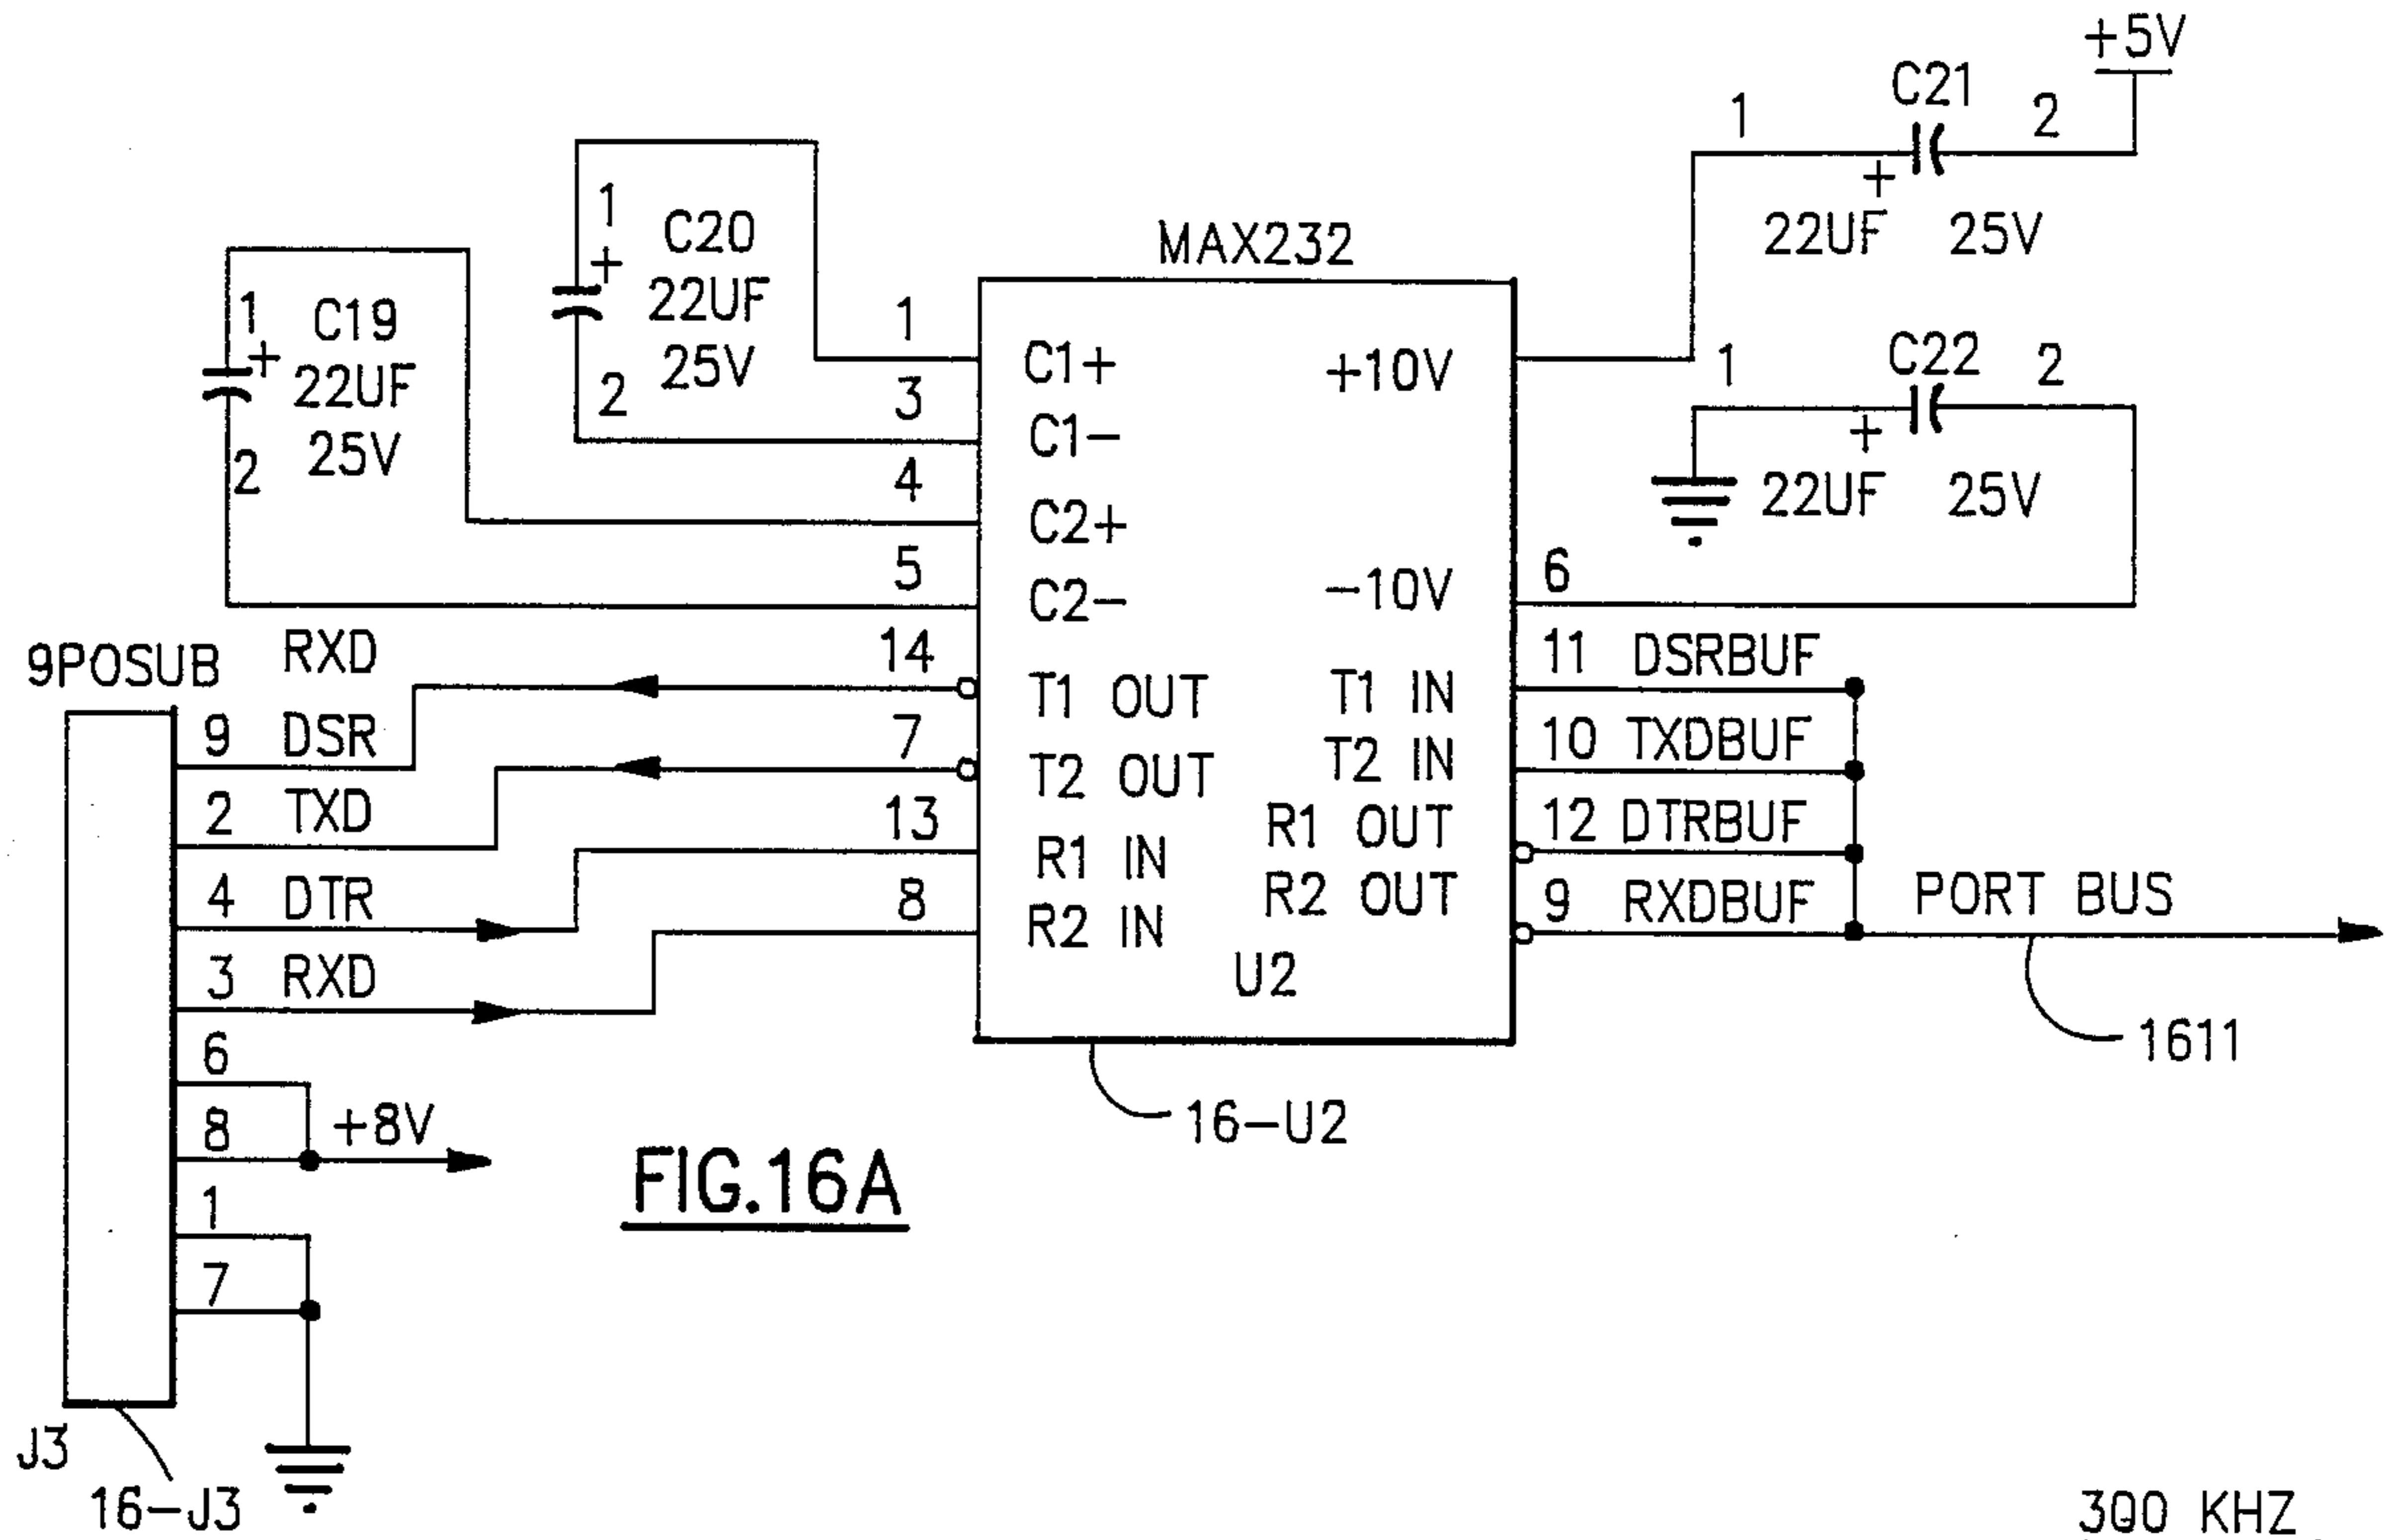 +5V
C21
1
2
+
22UF 25V
1
+
C20
22UF
25V
2
MAX232
1
+
C19
22UF
25V
2
1
3
4
5
14
7
13
8
C1+
C1-
C2+
C2-
T1 OUT
T2 OUT
R1 IN
R2 IN
+10V
-10V
T1 IN
T2 IN
R1 OUT
R2 OUT
U2
C22
1
2
+
22UF 25V
6
11 DSRBUF
10 TXDBUF
12 DTRBUF
9 RXDBUF
PORT BUS
1611
16-U2
9POSUB
RXD
9 DSR
2 TXD
4 DTR
3 RXD
6
8 +8V
1
7
J3
16-J3
FIG.16A
300 KHZ